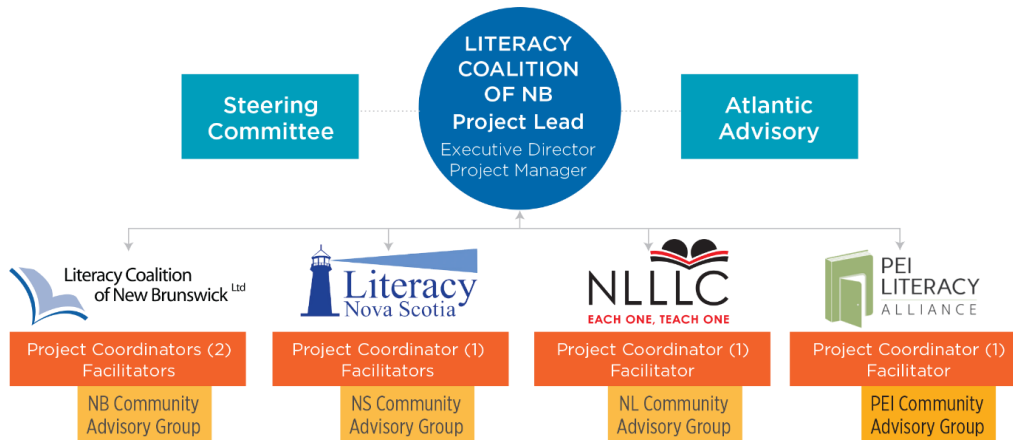 LITERACY
COALITION
OF NB
Project Lead
Executive Director
Project Manager
Steering
Committee
Atlantic
Advisory
Literacy Coalition
of New Brunswick Ltd
Literacy
Nova Scotia
NLLLC
EACH ONE, TEACH ONE
PEI
LITERACY
ALLIANCE
Project Coordinators (2)
Facilitators
Project Coordinator (1)
Facilitators
Project Coordinator (1)
Facilitator
Project Coordinator (1)
Facilitator
NB Community
Advisory Group
NS Community
Advisory Group
NL Community
Advisory Group
PEI Community
Advisory Group